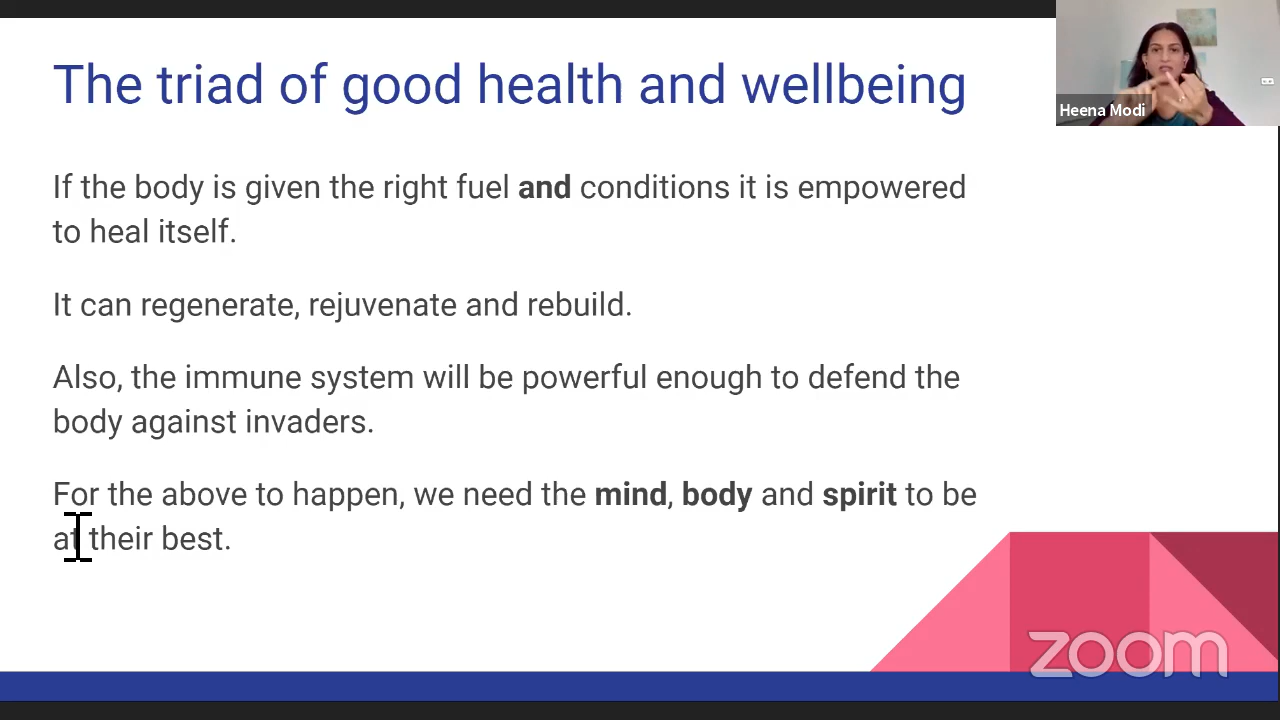 The triad of good health and wellbeing
Heena Modi
If the body is given the right fuel and conditions it is empowered
to heal itself.
It can regenerate, rejuvenate and rebuild.
Also, the immune system will be powerful enough to defend the
body against invaders.
For the above to happen, we need the mind, body and spirit to be
at their best.
zoom